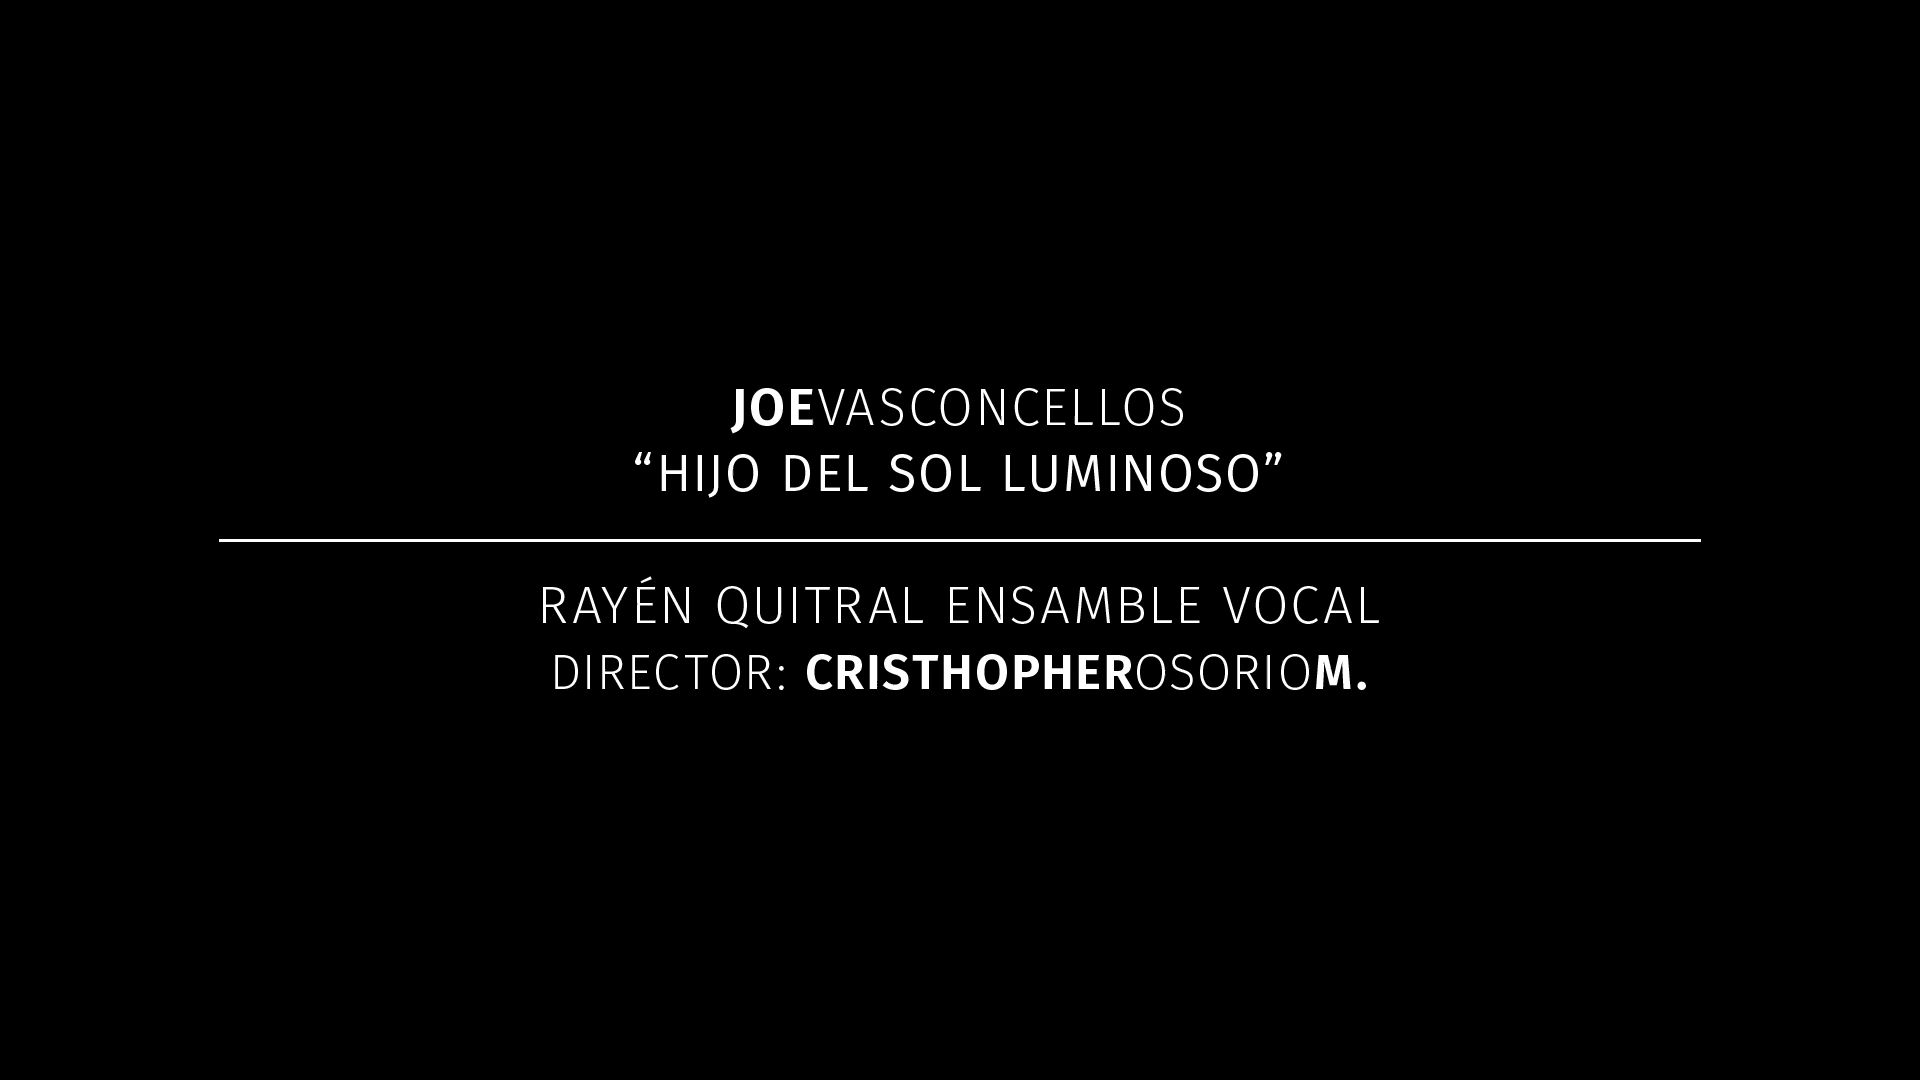 JOEVASCONCELLOS
“HIJO DEL SOL LUMINOSO”
RAYÉN QUITRAL ENSAMBLE VOCAL
DIRECTOR: CRISTHOPHEROSORIOM.